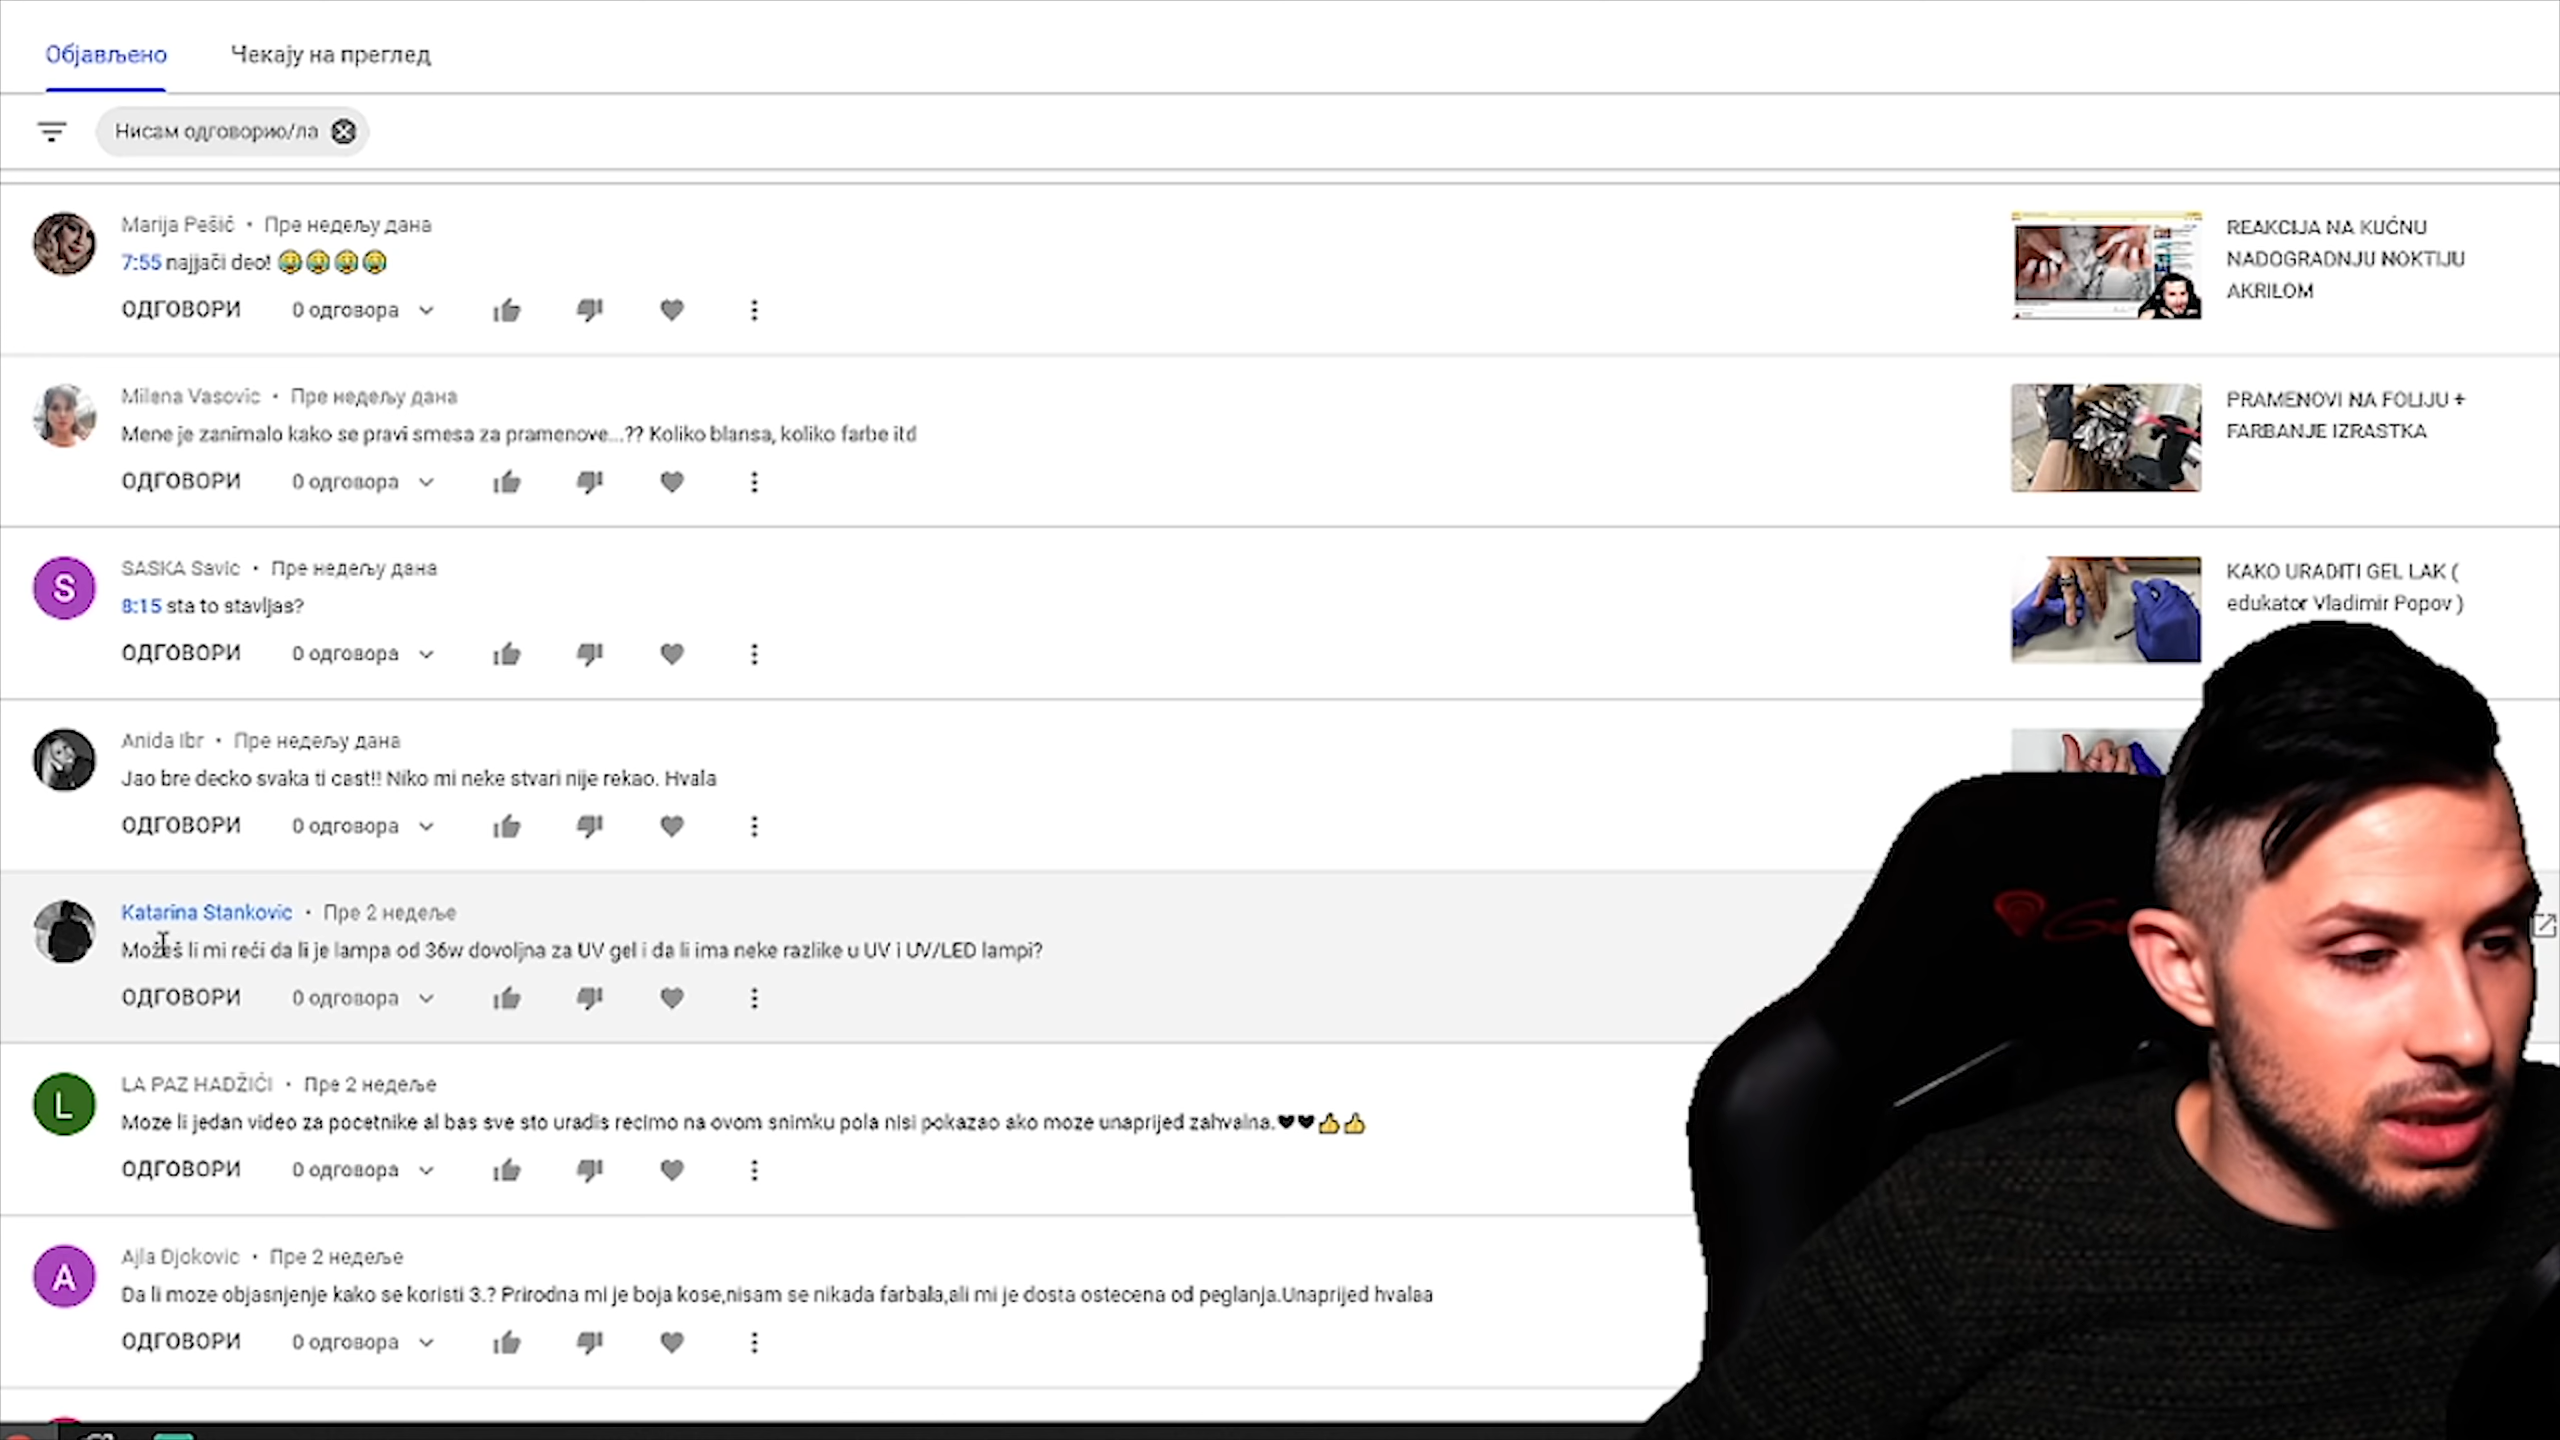 Објављено
Чекају на преглед
Нисам одговорио/ла
Marija Pešić • Пре недељу дана
7:55 najjači deo! 😭😭😭😭
ОДГОВОРИ 0 одговора
REAKCIJA NA KUĆNU
NADOGRADNJU NOKTIJU
AKRILOM
Milena Vasovic • Пре недељу дана
Mene je zanimalo kako se pravi smesa za pramenove...?? Koliko blansa, koliko farbe itd
ОДГОВОРИ 0 одговора
PRAMENOVI NA FOLIJU +
FARBANJE IZRASTKA
SASKA Savic • Пре недељу дана
8:15 sta to stavljas?
ОДГОВОРИ 0 одговора
KAKO URADITI GEL LAK (
edukator Vladimir Popov )
Anida Ibr • Пре недељу дана
Jao bre decko svaka ti cast!! Niko mi neke stvari nije rekao. Hvala
ОДГОВОРИ 0 одговора
Katarina Stankovic • Пре 2 недеље
Možeš li mi reći da li je lampa od 36w dovoljna za UV gel i da li ima neke razlike u UV i UV/LED lampi?
ОДГОВОРИ 0 одговора
LA PAZ HADŽIĆI • Пре 2 недеље
Moze li jedan video za pocetnike al bas sve sto uradis recimo na ovom snimku pola nisi pokazao ako moze unaprijed zahvalna.♥♥👍👍
ОДГОВОРИ 0 одговора
Ajla Djokovic • Пре 2 недеље
Da li moze objasnjenje kako se koristi 3.? Prirodna mi je boja kose,nisam se nikada farbala,ali mi je dosta ostecena od peglanja.Unaprijed hvalaa
ОДГОВОРИ 0 одговора